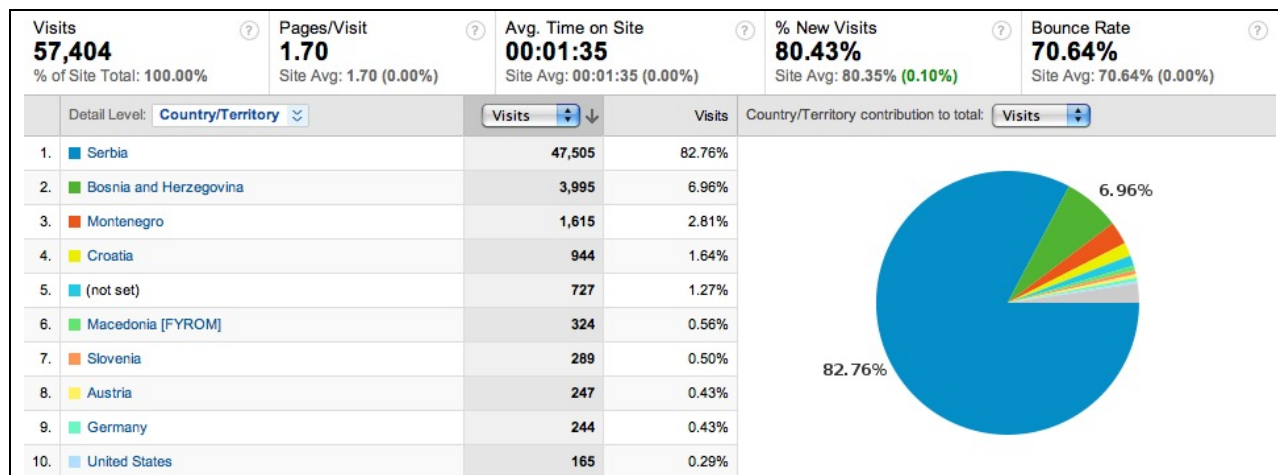 Visits ?
57,404
% of Site Total: 100.00%
Pages/Visit ?
1.70
Site Avg: 1.70 (0.00%)
Avg. Time on Site ?
00:01:35
Site Avg: 00:01:35 (0.00%)
% New Visits ?
80.43%
Site Avg: 80.35% (0.10%)
Bounce Rate ?
70.64%
Site Avg: 70.64% (0.00%)
Detail Level: Country/Territory Visits Visits Country/Territory contribution to total: Visits
1. Serbia 47,505 82.76%
2. Bosnia and Herzegovina 3,995 6.96%
3. Montenegro 1,615 2.81%
4. Croatia 944 1.64%
5. (not set) 727 1.27%
6. Macedonia [FYROM] 324 0.56%
7. Slovenia 289 0.50%
8. Austria 247 0.43%
9. Germany 244 0.43%
10. United States 165 0.29%
6.96%
82.76%